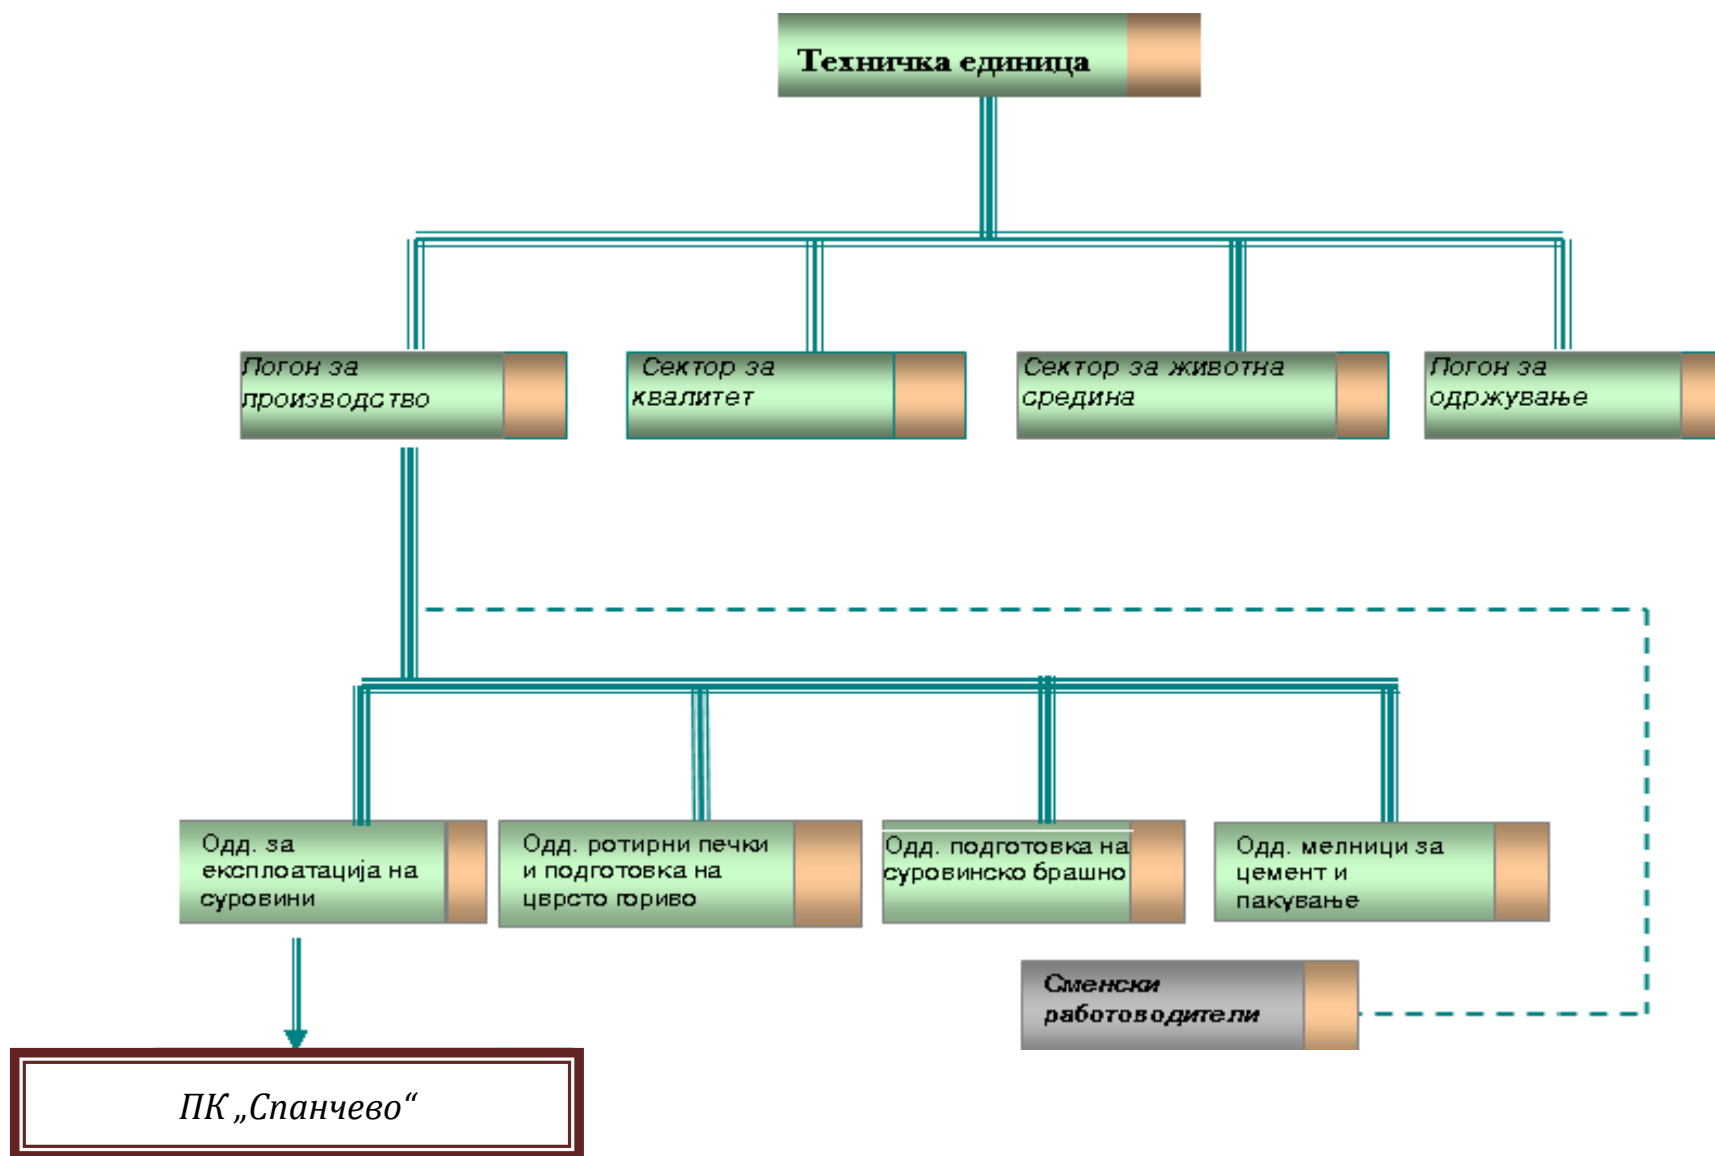 Техничка единица
Погон за
производство
Сектор за
квалитет
Сектор за животна
средина
Погон за
одржување
Одд. за
експлоатација на
суровини
Одд. ротирни печки
и подготовка на
цврсто гориво
Одд. подготовка на
суровинско брашно
Одд. мелници за
цемент и
пакување
Сменски
работоводители
ПК „Спанчево“